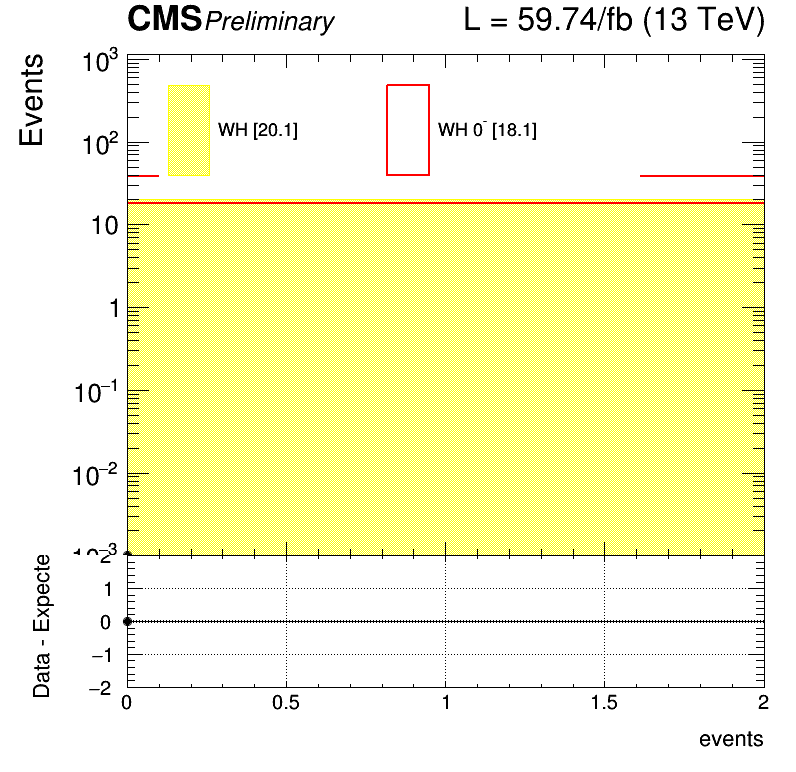 CMS Preliminary L = 59.74/fb (13 TeV)
Events
10³
WH [20.1] WH 0⁻ [18.1]
10²
10
1
10⁻¹
10⁻²
10⁻³
Data - Expecte
2
1
0
−1
−2
0 0.5 1 1.5 2
events